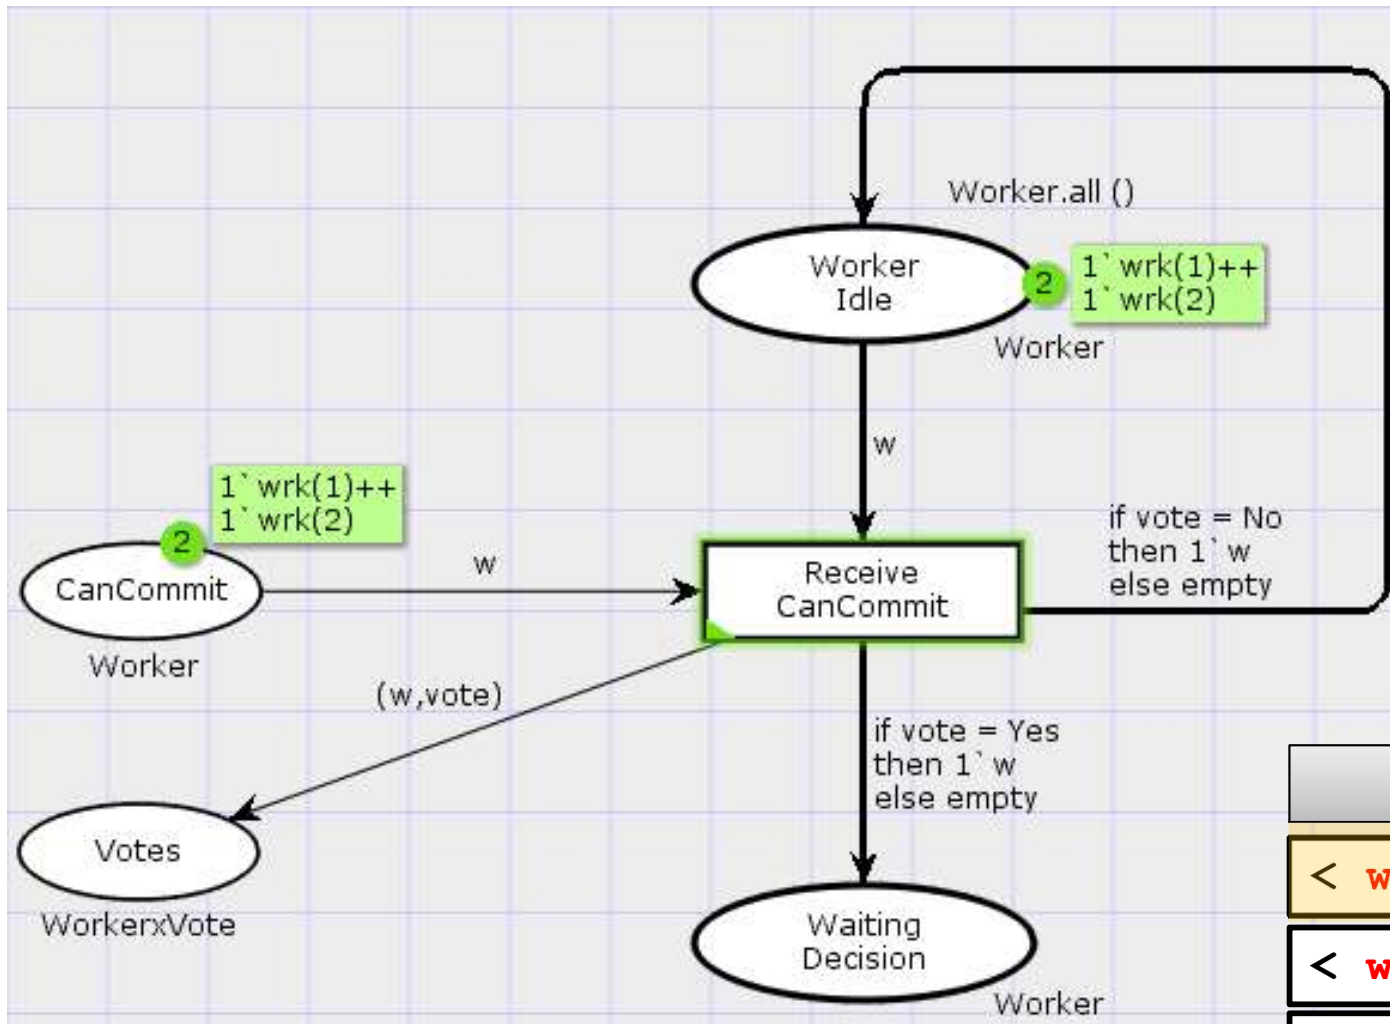 Worker.all ()
Worker
Idle
2
1`wrk(1)++
1`wrk(2)
Worker
w
1`wrk(1)++
1`wrk(2)
2
CanCommit
Worker
w
Receive
CanCommit
if vote = No
then 1`w
else empty
(w,vote)
if vote = Yes
then 1`w
else empty
Votes
WorkerxVote
Waiting
Decision
Worker
< w
< w